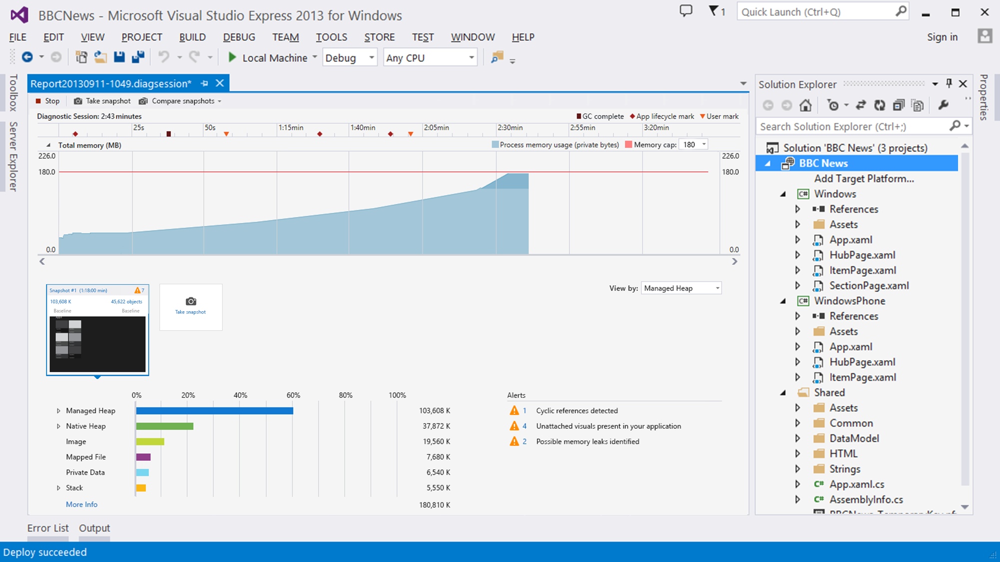 BBCNews - Microsoft Visual Studio Express 2013 for Windows
1
Quick Launch (Ctrl+Q)
FILE EDIT VIEW PROJECT BUILD DEBUG TEAM TOOLS STORE TEST WINDOW HELP
Sign in
Local Machine Debug Any CPU
Toolbox
Server Explorer
Report20130911-1049.diagsession*
Stop Take snapshot Compare snapshots
Diagnostic Session: 2:43 minutes
GC complete App lifecycle mark User mark
25s 50s 1:15min 1:40min 2:05min 2:30min 2:55min 3:20min
Total memory (MB)
Process memory usage (private bytes) Memory cap: 180
226.0 226.0
180.0 180.0
0.0 0.0
Snapshot #1 (1:18:00 min) 7
103,608 K 45,622 objects
Baseline Baseline
Take snapshot
View by: Managed Heap
0% 20% 40% 60% 80% 100%
Managed Heap 103,608 K
Native Heap 37,872 K
Image 19,560 K
Mapped File 7,680 K
Private Data 6,540 K
Stack 5,550 K
More Info 180,810 K
Alerts
1 Cyclic references detected
4 Unattached visuals present in your application
2 Possible memory leaks identified
Solution Explorer
Search Solution Explorer (Ctrl+;)
Solution 'BBC News' (3 projects)
BBC News
Add Target Platform...
C# Windows
References
Assets
App.xaml
HubPage.xaml
ItemPage.xaml
SectionPage.xaml
C# WindowsPhone
References
Assets
App.xaml
HubPage.xaml
ItemPage.xaml
Shared
Assets
Common
DataModel
HTML
Strings
C# App.xaml.cs
C# AssemblyInfo.cs
Properties
Error List Output
Deploy succeeded